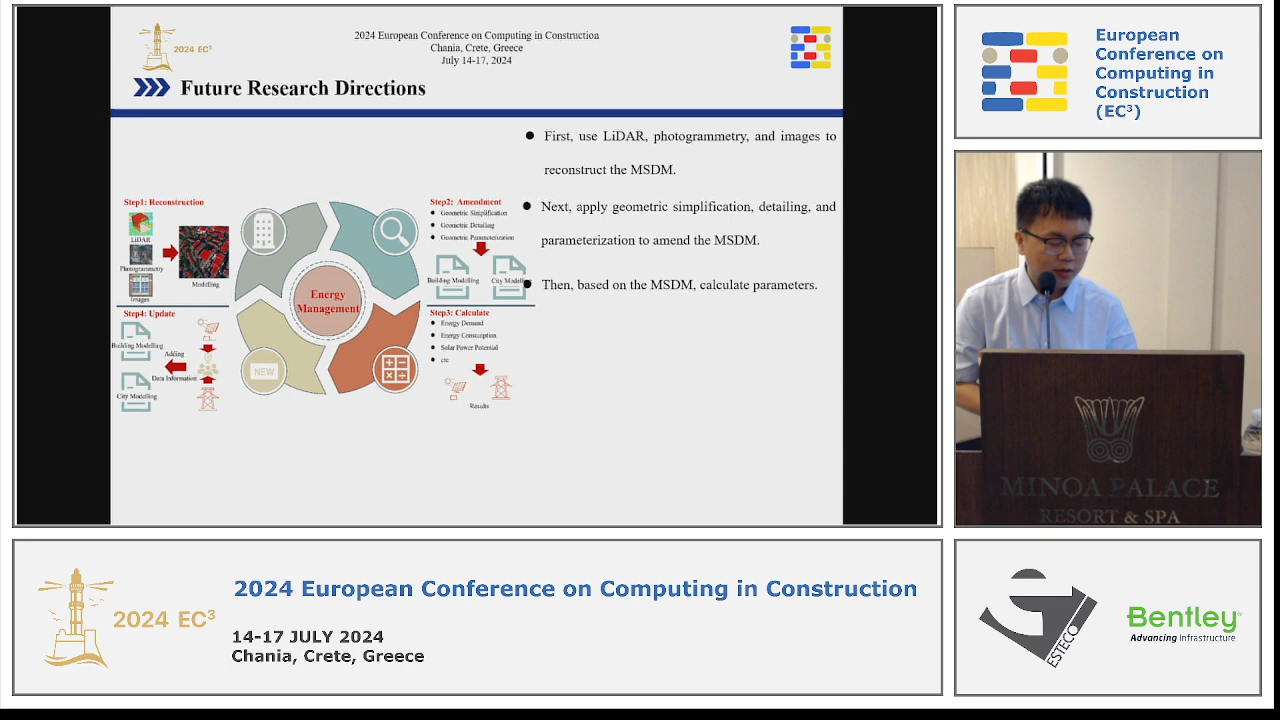 2024 EC³
2024 European Conference on Computing in Construction
Chania, Crete, Greece
July 14-17, 2024
Future Research Directions
First, use LiDAR, photogrammetry, and images to
reconstruct the MSDM.
Next, apply geometric simplification, detailing, and
parameterization to amend the MSDM.
Then, based on the MSDM, calculate parameters.
Step1: Reconstruction
LiDAR
Photogrammetry
Images
Modelling
Step2: Amendment
Geometric Simplification
Geometric Detailing
Geometric Parameterization
Building Modelling
City Modelling
Energy
Management
NEW
Step3: Calculate
Energy Demand
Energy Consumption
Solar Power Potential
etc
Results
Step4: Update
Building Modelling
Adding
Data Information
City Modelling
European
Conference on
Computing in
Construction
(EC³)
MINOA PALACE
RESORT & SPA
2024 EC³
2024 European Conference on Computing in Construction
14-17 JULY 2024
Chania, Crete, Greece
ESTECO
Bentley
Advancing Infrastructure